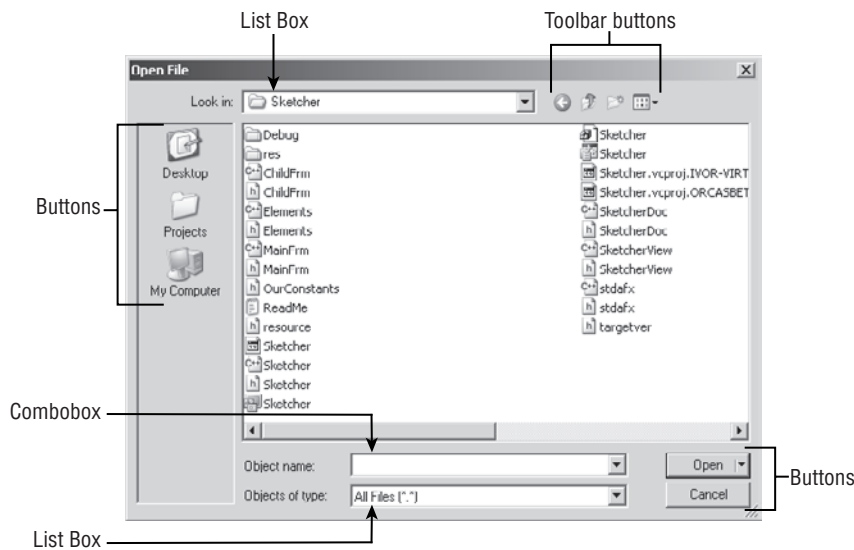 List Box
Toolbar buttons
Open File
Look in:
Sketcher
Buttons
Desktop
Projects
My Computer
Debug
res
ChildFrm
ChildFrm
Elements
Elements
MainFrm
MainFrm
OurConstants
ReadMe
resource
Sketcher
Sketcher
Sketcher
Sketcher
Sketcher
Sketcher
Sketcher.vcproj.IVOR-VIRT
Sketcher.vcproj.ORCASBET
SketcherDoc
SketcherDoc
SketcherView
SketcherView
stdafx
stdafx
targetver
Combobox
Object name:
Open
Objects of type:
All Files (*.*)
Cancel
Buttons
List Box